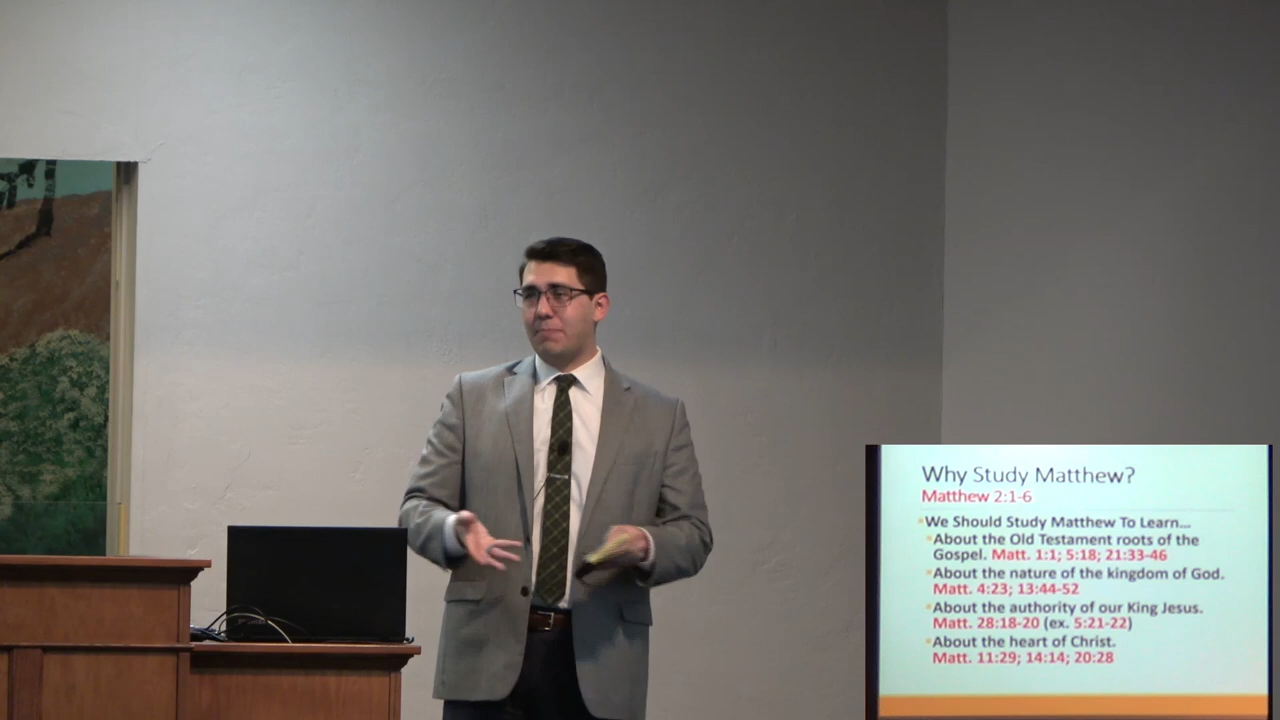 Why Study Matthew?
Matthew 2:1-6
We Should Study Matthew To Learn...
About the Old Testament roots of the
Gospel. Matt. 1:1; 5:18; 21:33-46
About the nature of the kingdom of God.
Matt. 4:23; 13:44-52
About the authority of our King Jesus.
Matt. 28:18-20 (ex. 5:21-22)
About the heart of Christ.
Matt. 11:29; 14:14; 20:28